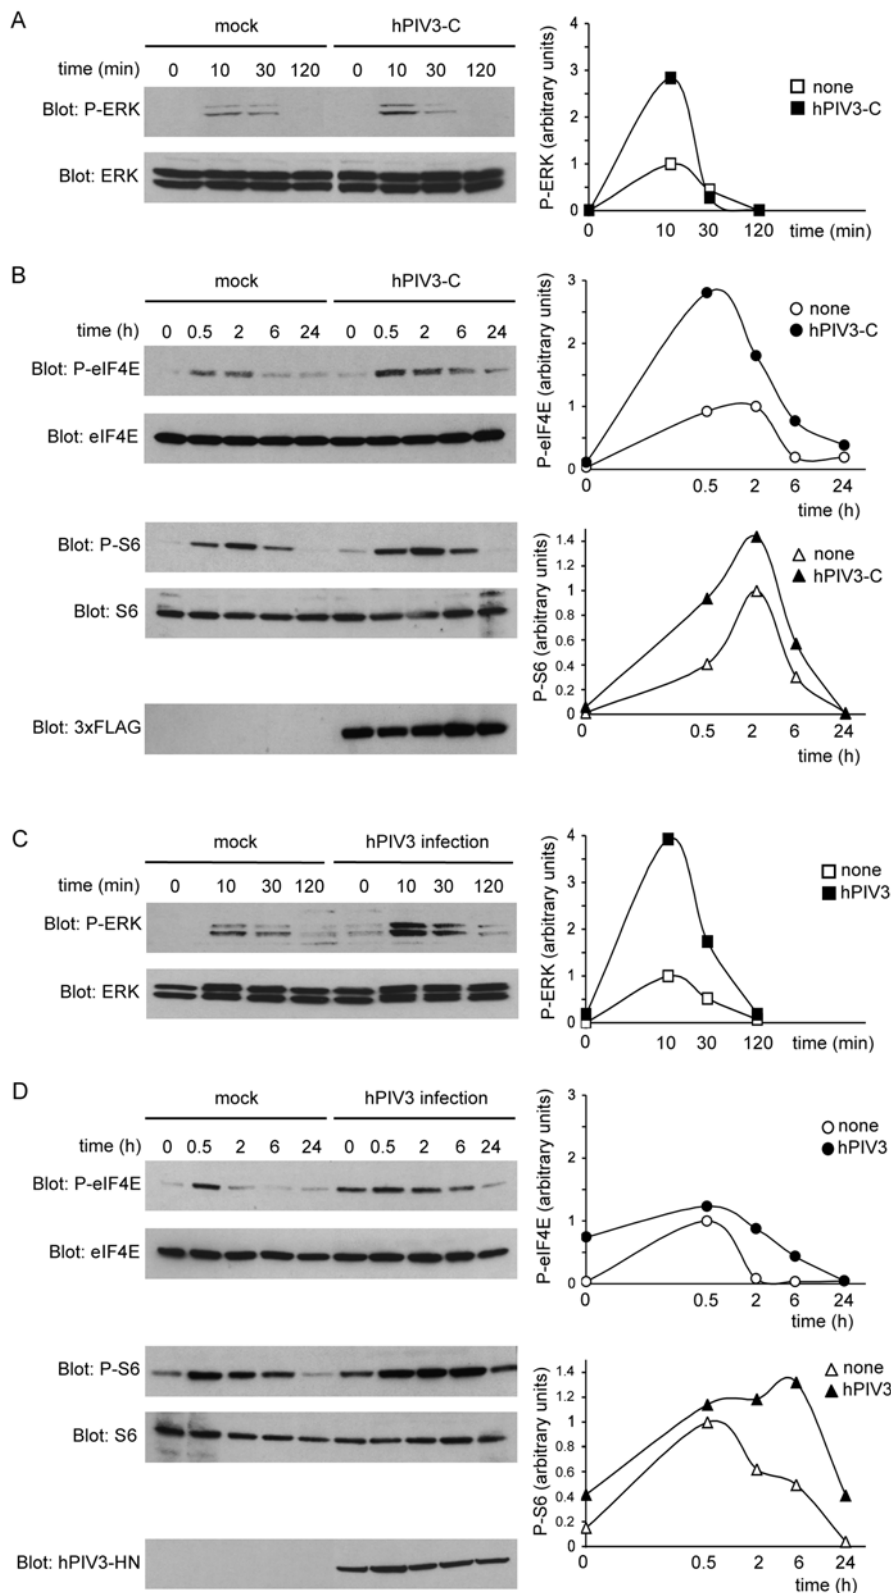 A
mock hPIV3-C
time (min) 0 10 30 120 0 10 30 120
Blot: P-ERK
Blot: ERK
P-ERK (arbitrary units)
4
3
2
1
0
none
hPIV3-C
0 10 30 120 time (min)
B
mock hPIV3-C
time (h) 0 0.5 2 6 24 0 0.5 2 6 24
Blot: P-eIF4E
Blot: eIF4E
P-eIF4E (arbitrary units)
3
2
1
0
none
hPIV3-C
0 0.5 2 6 24
time (h)
Blot: P-S6
Blot: S6
Blot: 3xFLAG
P-S6 (arbitrary units)
1.4
1.2
1
0.8
0.6
0.4
0.2
0
none
hPIV3-C
0 0.5 2 6 24
time (h)
C
mock hPIV3 infection
time (min) 0 10 30 120 0 10 30 120
Blot: P-ERK
Blot: ERK
P-ERK (arbitrary units)
4
3
2
1
0
none
hPIV3
0 10 30 120 time (min)
D
mock hPIV3 infection
time (h) 0 0.5 2 6 24 0 0.5 2 6 24
Blot: P-eIF4E
Blot: eIF4E
P-eIF4E (arbitrary units)
3
2
1
0
none
hPIV3
0 0.5 2 6 24
time (h)
Blot: P-S6
Blot: S6
Blot: hPIV3-HN
P-S6 (arbitrary units)
1.4
1.2
1
0.8
0.6
0.4
0.2
0
none
hPIV3
0 0.5 2 6 24
time (h)